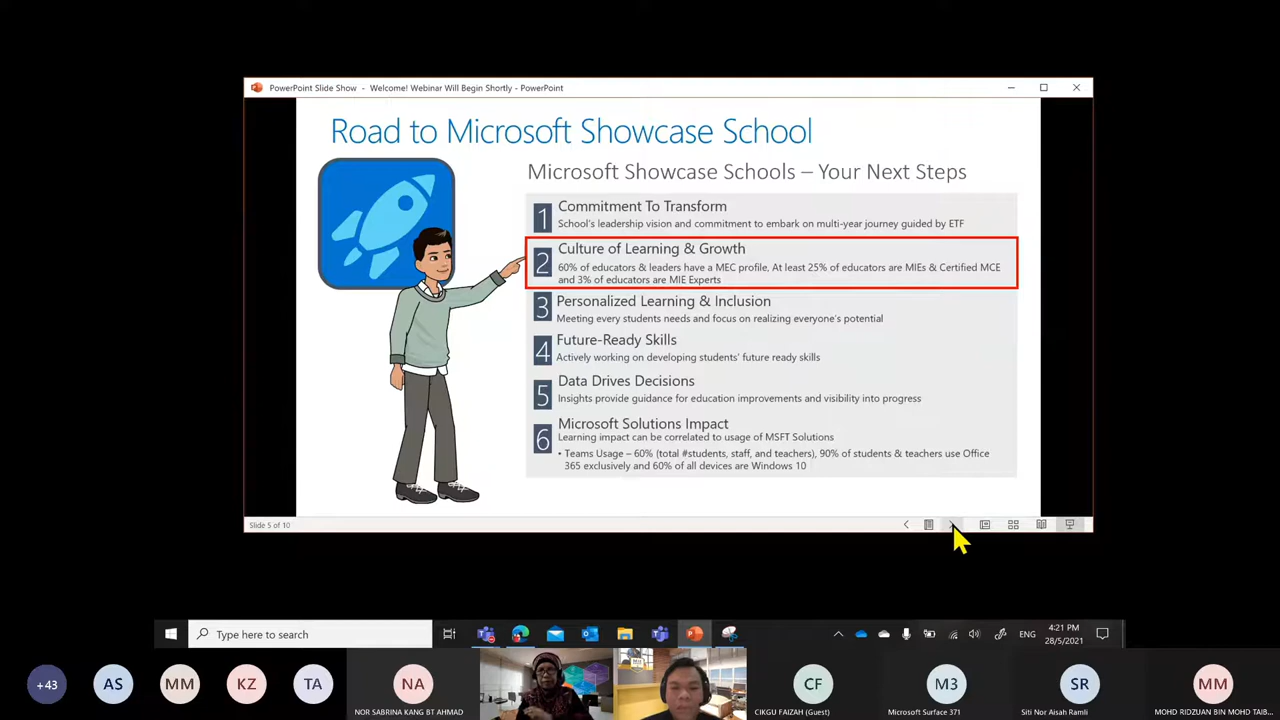 PowerPoint Slide Show - Welcome! Webinar Will Begin Shortly - PowerPoint
Road to Microsoft Showcase School
Microsoft Showcase Schools – Your Next Steps
1 Commitment To Transform
School's leadership vision and commitment to embark on multi-year journey guided by ETF
2 Culture of Learning & Growth
60% of educators & leaders have a MEC profile, At least 25% of educators are MIEs & Certified MCE
and 3% of educators are MIE Experts
3 Personalized Learning & Inclusion
Meeting every students needs and focus on realizing everyone's potential
4 Future-Ready Skills
Actively working on developing students' future ready skills
5 Data Drives Decisions
Insights provide guidance for education improvements and visibility into progress
6 Microsoft Solutions Impact
Learning impact can be correlated to usage of MSFT Solutions
• Teams Usage – 60% (total #students, staff, and teachers), 90% of students & teachers use Office
365 exclusively and 60% of all devices are Windows 10
Slide 5 of 10
Type here to search
ENG
4:21 PM
28/5/2021
+43
AS
MM
KZ
TA
NA
CF
M3
SR
MM
NOR SABRINA KANG BT AHMAD
CIKGU FAIZAH (Guest)
Microsoft Surface 371
Siti Nor Aisah Ramli
MOHD RIDZUAN BIN MOHD TAIB...